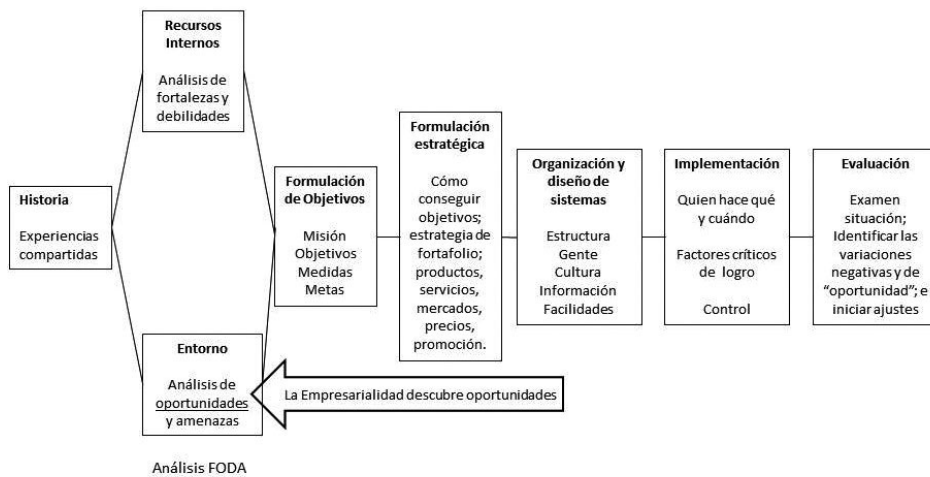 Recursos
Internos
Análisis de
fortalezas y
debilidades
Historia
Experiencias
compartidas
Entorno
Análisis de
oportunidades
y amenazas
La Empresarialidad descubre oportunidades
Análisis FODA
Formulación
de Objetivos
Misión
Objetivos
Medidas
Metas
Formulación
estratégica
Cómo
conseguir
objetivos;
estrategia de
fortafolio;
productos,
servicios,
mercados,
precios,
promoción.
Organización y
diseño de
sistemas
Estructura
Gente
Cultura
Información
Facilidades
Implementación
Quien hace qué
y cuándo
Factores críticos
de logro
Control
Evaluación
Examen
situación;
Identificar las
variaciones
negativas y de
“oportunidad”; e
iniciar ajustes